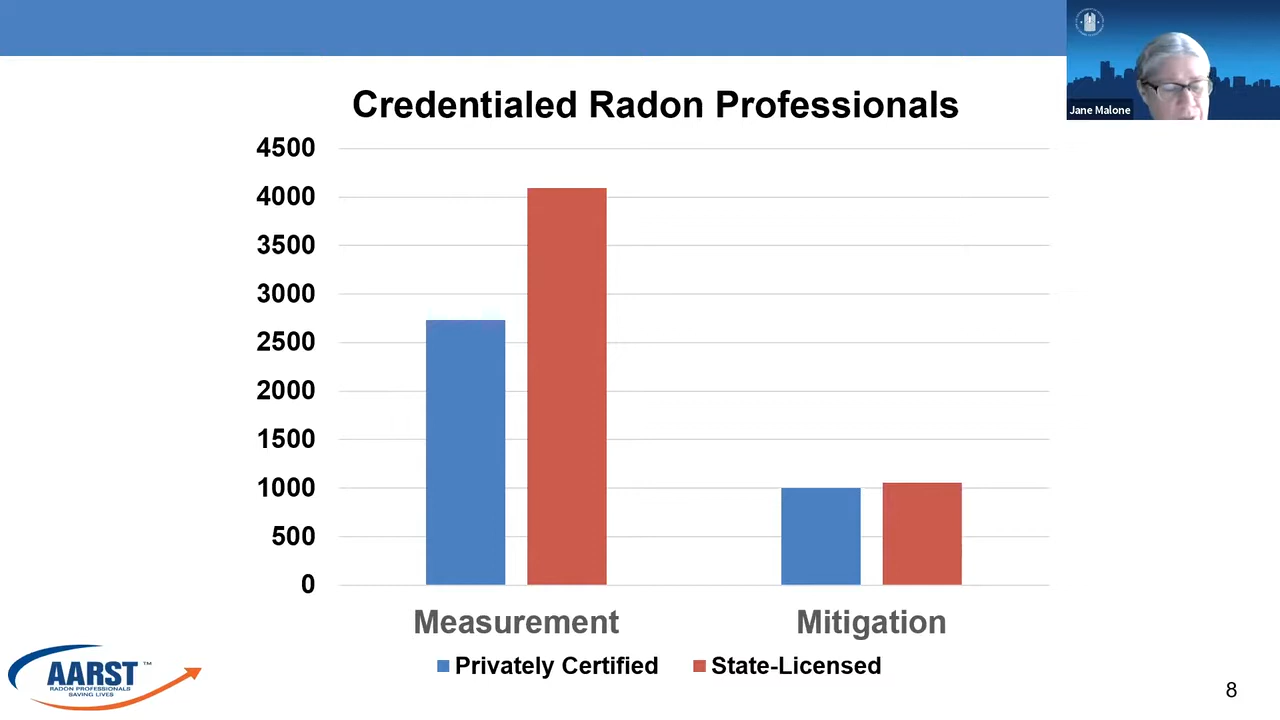 Jane Malone
Credentialed Radon Professionals
4500
4000
3500
3000
2500
2000
1500
1000
500
0
Measurement
Mitigation
Privately Certified
State-Licensed
AARST™
RADON PROFESSIONALS
SAVING LIVES
8